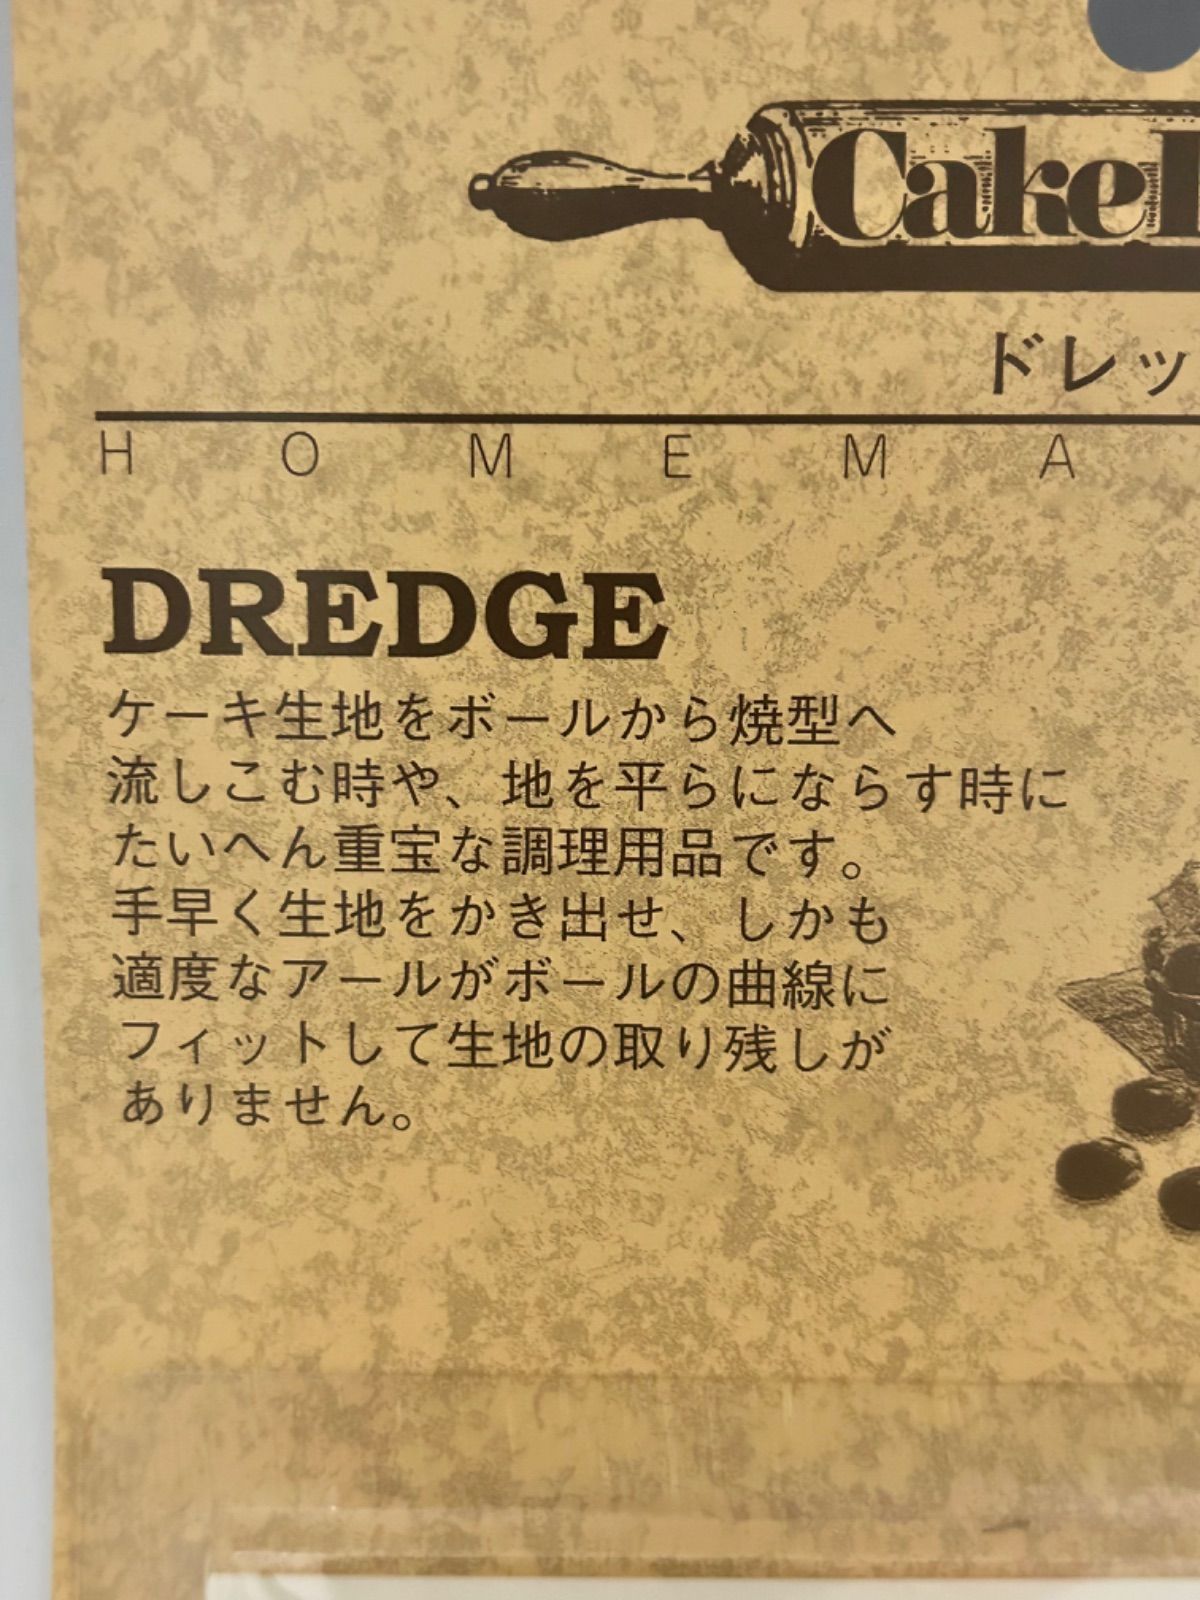 Cake
ドレッ
HOMEMA
DREDGE
ケーキ生地をボールから焼型へ
流しこむ時や、地を平らにならす時に
たいへん重宝な調理用品です。
手早く生地をかき出せ、しかも
適度なアールがボールの曲線に
フィットして生地の取り残しが
ありません。